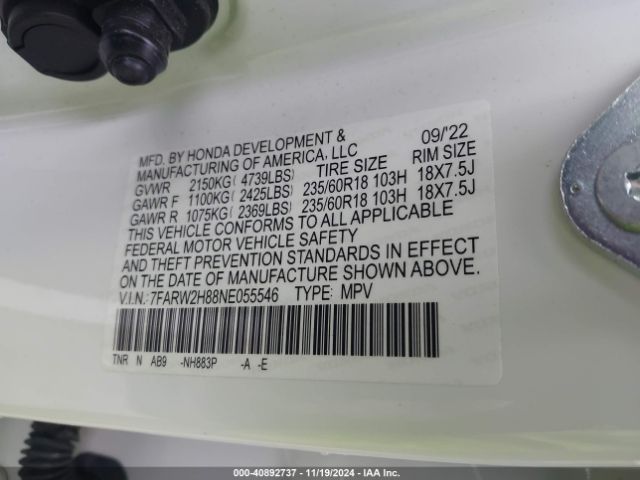 MFD. BY HONDA DEVELOPMENT & 09/'22
MANUFACTURING OF AMERICA, LLC
GVWR 2150KG( 4739LBS) TIRE SIZE RIM SIZE
GAWR F 1100KG( 2425LBS) 235/60R18 103H 18X7.5J
GAWR R 1075KG( 2369LBS) 235/60R18 103H 18X7.5J
THIS VEHICLE CONFORMS TO ALL APPLICABLE
FEDERAL MOTOR VEHICLE SAFETY
AND THEFT PREVENTION STANDARDS IN EFFECT
ON THE DATE OF MANUFACTURE SHOWN ABOVE.
V.I.N.: 7FARW2H88NE055546 TYPE: MPV
TNR N AB9 -NH883P -A -E
000-40892737 - 11/19/2024 - IAA Inc.